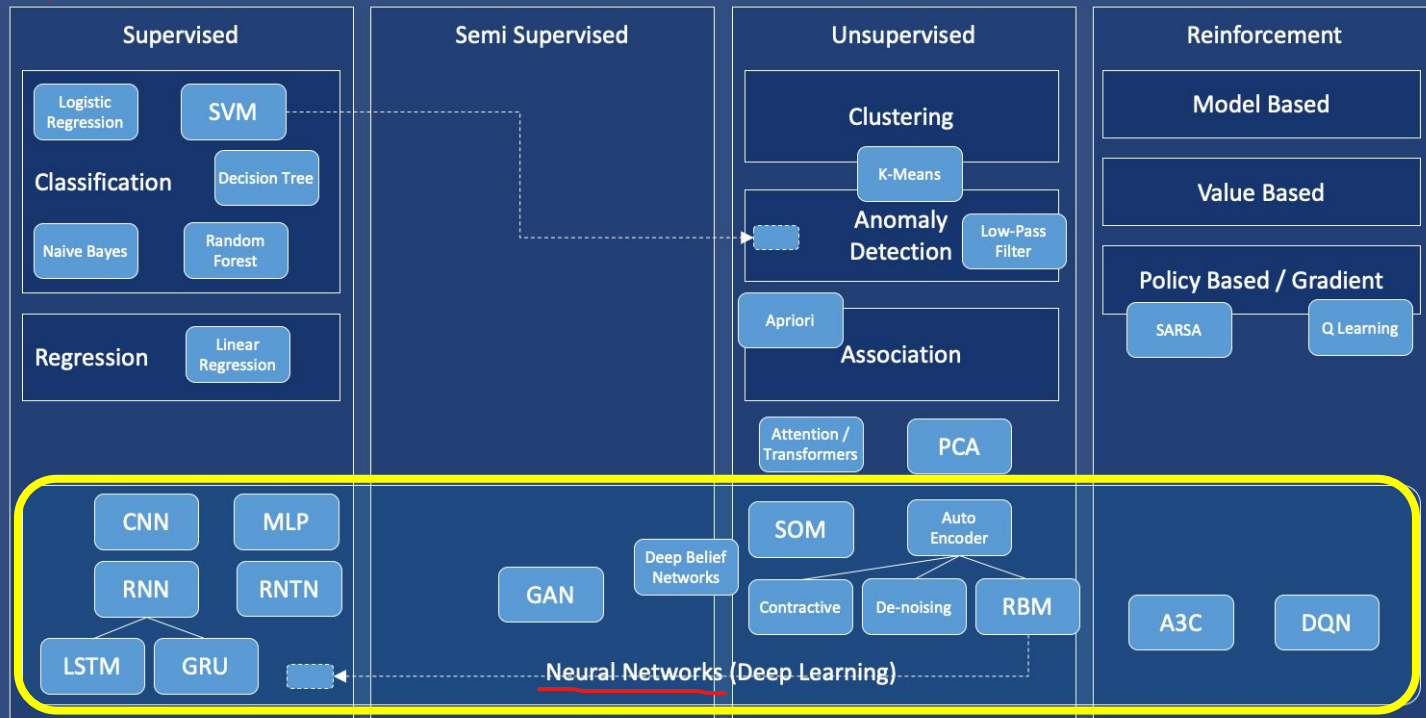 Supervised
Semi Supervised
Unsupervised
Reinforcement
Logistic
Regression
SVM
Classification
Decision Tree
Naive Bayes
Random
Forest
Regression
Linear
Regression
Clustering
K-Means
Anomaly
Detection
Low-Pass
Filter
Apriori
Association
Attention /
Transformers
PCA
Model Based
Value Based
Policy Based / Gradient
SARSA
Q Learning
CNN
MLP
RNN
RNTN
LSTM
GRU
GAN
Deep Belief
Networks
SOM
Auto
Encoder
Contractive
De-noising
RBM
A3C
DQN
Neural Networks (Deep Learning)